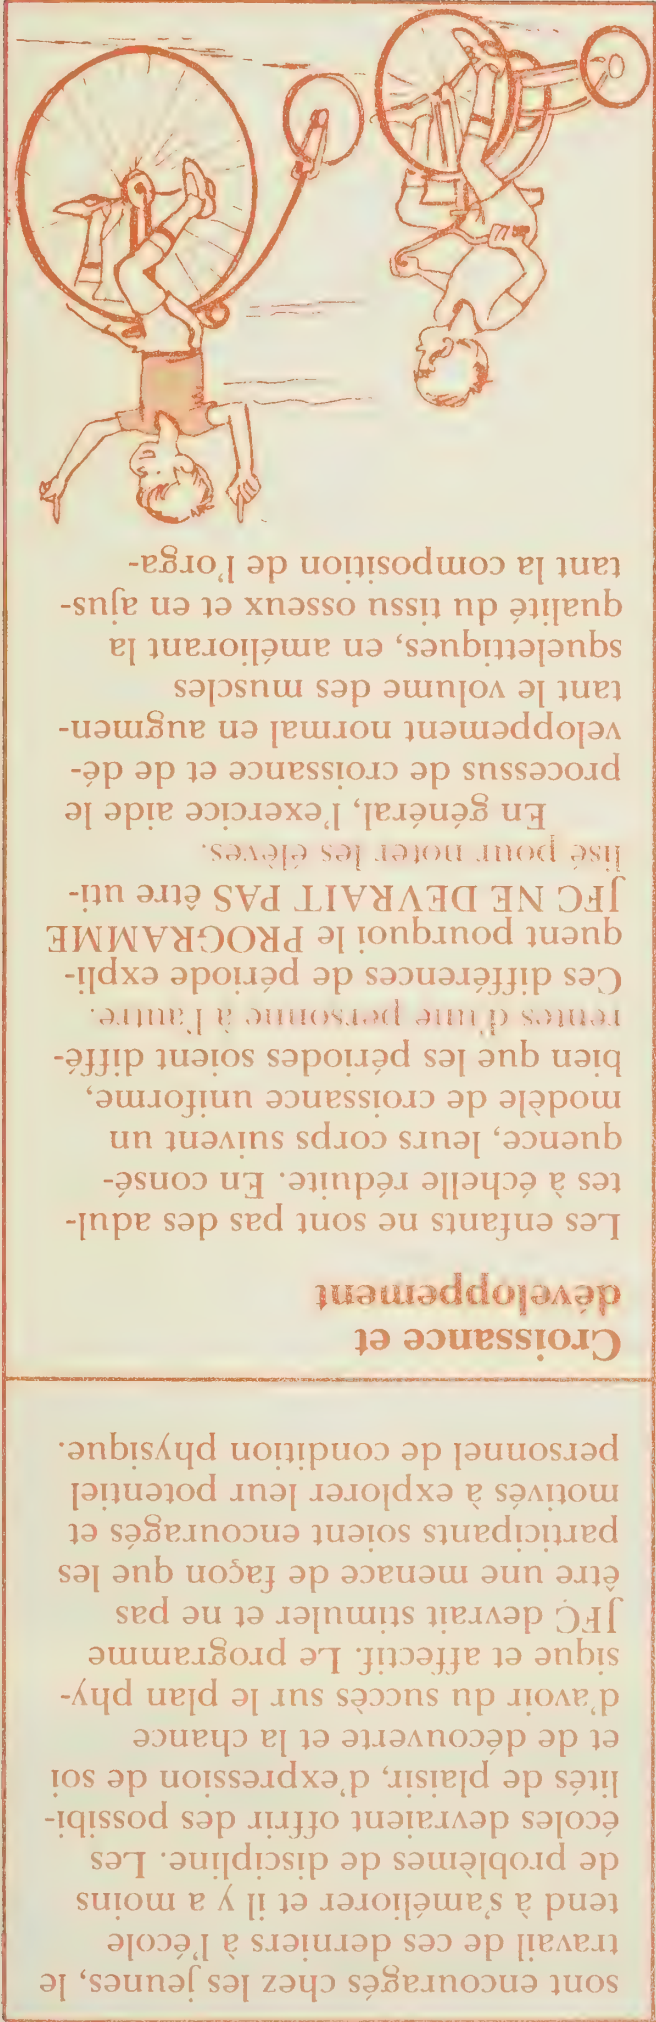 sont encouragés chez les jeunes, le
travail de ces derniers à l'école
tend à s'améliorer et il y a moins
de problèmes de discipline. Les
écoles devraient offrir des possibi-
lités de plaisir, d'expression de soi
et de découverte et la chance
d'avoir du succès sur le plan phy-
sique et affectif. Le programme
JFC devrait stimuler et ne pas
être une menace de façon que les
participants soient encouragés et
motivés à explorer leur potentiel
personnel de condition physique.
Croissance et
développement
Les enfants ne sont pas des adul-
tes à échelle réduite. En consé-
quence, leurs corps suivent un
modèle de croissance uniforme,
bien que les périodes soient diffé-
rentes d'une personne à l'autre.
Ces différences de période expli-
quent pourquoi le PROGRAMME
JFC NE DEVRAIT PAS être uti-
lisé pour noter les élèves.
En général, l'exercice aide le
processus de croissance et de dé-
veloppement normal en augmen-
tant le volume des muscles
squelettiques, en améliorant la
qualité du tissu osseux et en ajus-
tant la composition de l'orga-